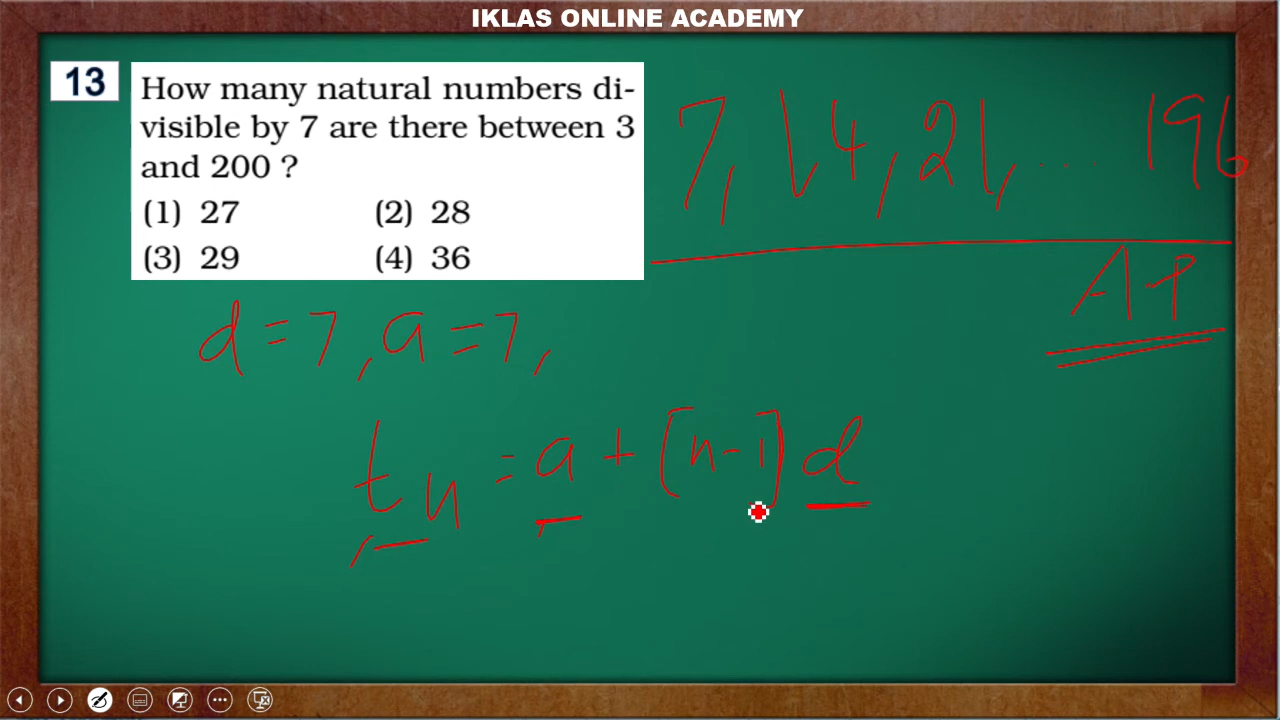 IKLAS ONLINE ACADEMY
13
How many natural numbers di-
visible by 7 are there between 3
and 200 ?
(1) 27 (2) 28
(3) 29 (4) 36
7, 14, 21, ... 196
AP
d = 7, a = 7,
tn = a + [n-1] d